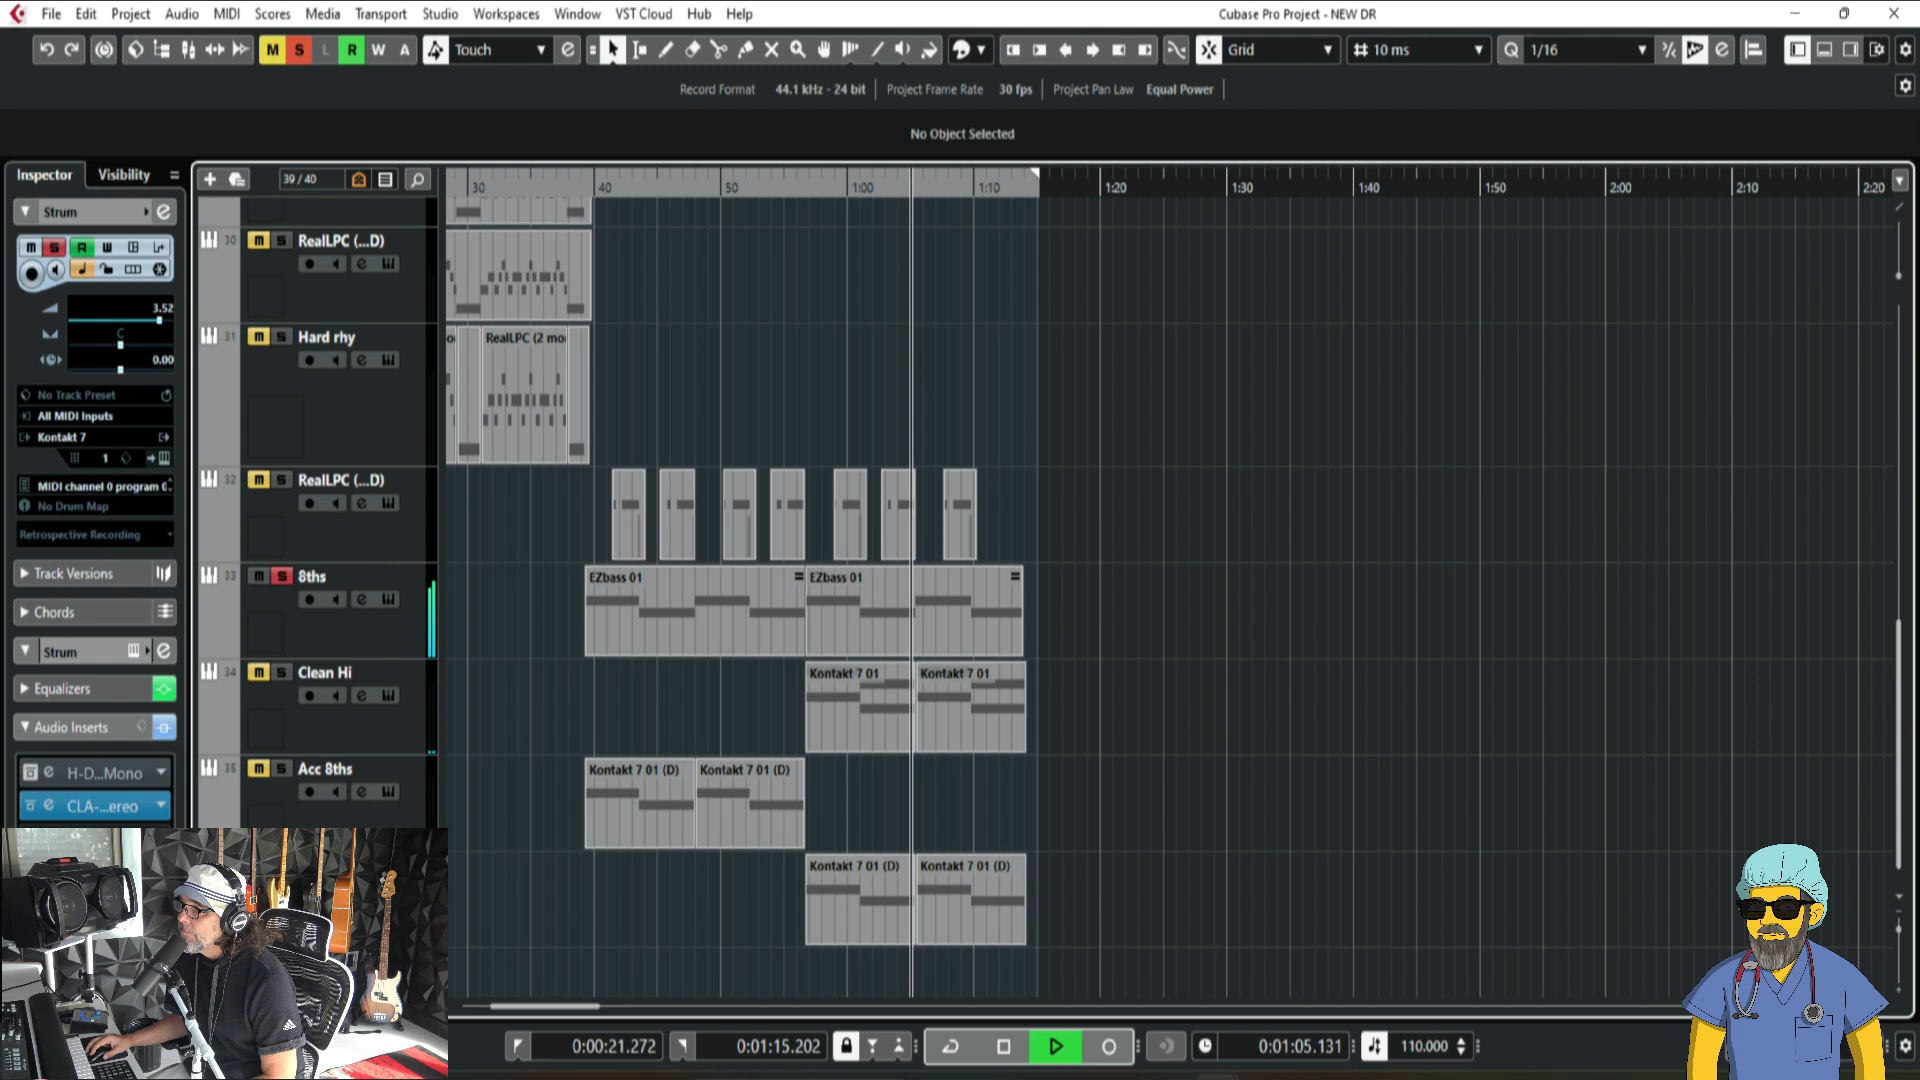 File Edit Project Audio MIDI Scores Media Transport Studio Workspaces Window VST Cloud Hub Help
Cubase Pro Project - NEW DR
M S L R W A Touch
Grid
10 ms
Q 1/16
Record Format 44.1 kHz - 24 bit Project Frame Rate 30 fps Project Pan Law Equal Power
No Object Selected
Inspector Visibility
39 / 40
30 40 50 1:00 1:10 1:20 1:30 1:40 1:50 2:00 2:10 2:20
Strum
m S R W
3.52
C
0.00
No Track Preset
All MIDI Inputs
Kontakt 7
1
MIDI channel 0 program
No Drum Map
Retrospective Recording
Track Versions
Chords
Strum
Equalizers
Audio Inserts
H-D...Mono
CLA-...ereo
30 m S RealLPC (...D)
31 m S Hard rhy
RealLPC (2 mo
32 m S RealLPC (...D)
33 m S 8ths
EZbass 01 EZbass 01
34 m S Clean Hi
Kontakt 7 01 Kontakt 7 01
35 m S Acc 8ths
Kontakt 7 01 (D) Kontakt 7 01 (D)
Kontakt 7 01 (D) Kontakt 7 01 (D)
0:00:21.272 0:01:15.202 0:01:05.131 110.000